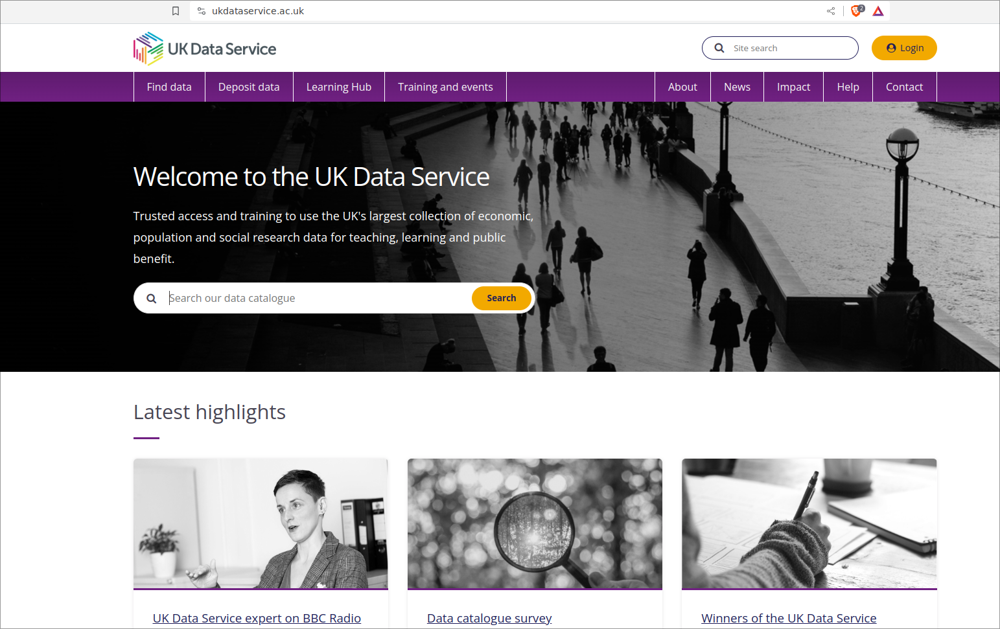 ukdataservice.ac.uk
2
UK Data Service
Site search
Login
Find data
Deposit data
Learning Hub
Training and events
About
News
Impact
Help
Contact
Welcome to the UK Data Service
Trusted access and training to use the UK's largest collection of economic,
population and social research data for teaching, learning and public
benefit.
Search our data catalogue
Search
Latest highlights
UK Data Service expert on BBC Radio
Data catalogue survey
Winners of the UK Data Service